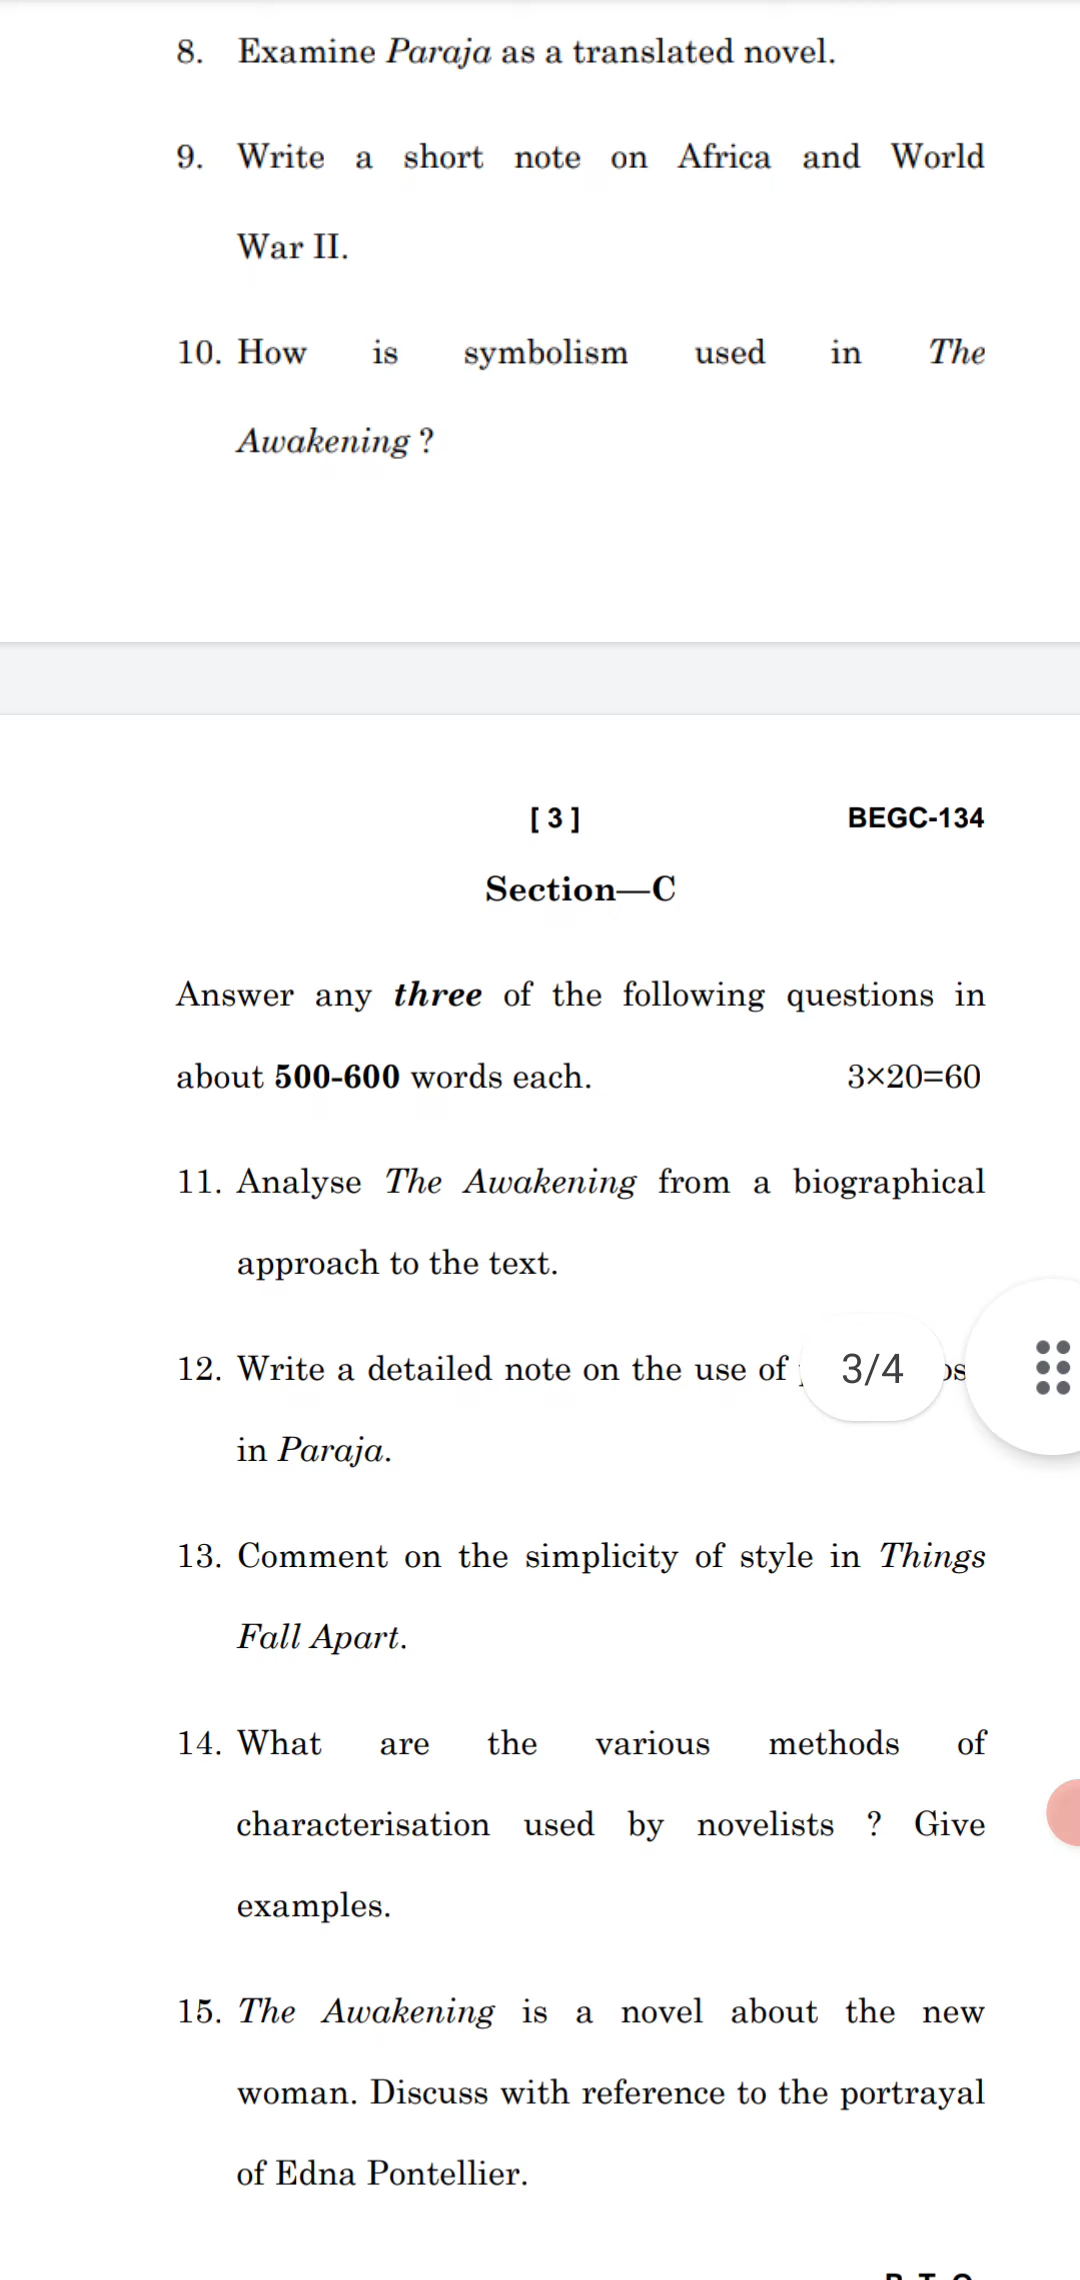 8. Examine Paraja as a translated novel.
9. Write a short note on Africa and World
War II.
10. How is symbolism used in The
Awakening ?
[ 3 ] BEGC-134
Section—C
Answer any three of the following questions in
about 500-600 words each. 3×20=60
11. Analyse The Awakening from a biographical
approach to the text.
12. Write a detailed note on the use of
3/4
in Paraja.
13. Comment on the simplicity of style in Things
Fall Apart.
14. What are the various methods of
characterisation used by novelists ? Give
examples.
15. The Awakening is a novel about the new
woman. Discuss with reference to the portrayal
of Edna Pontellier.